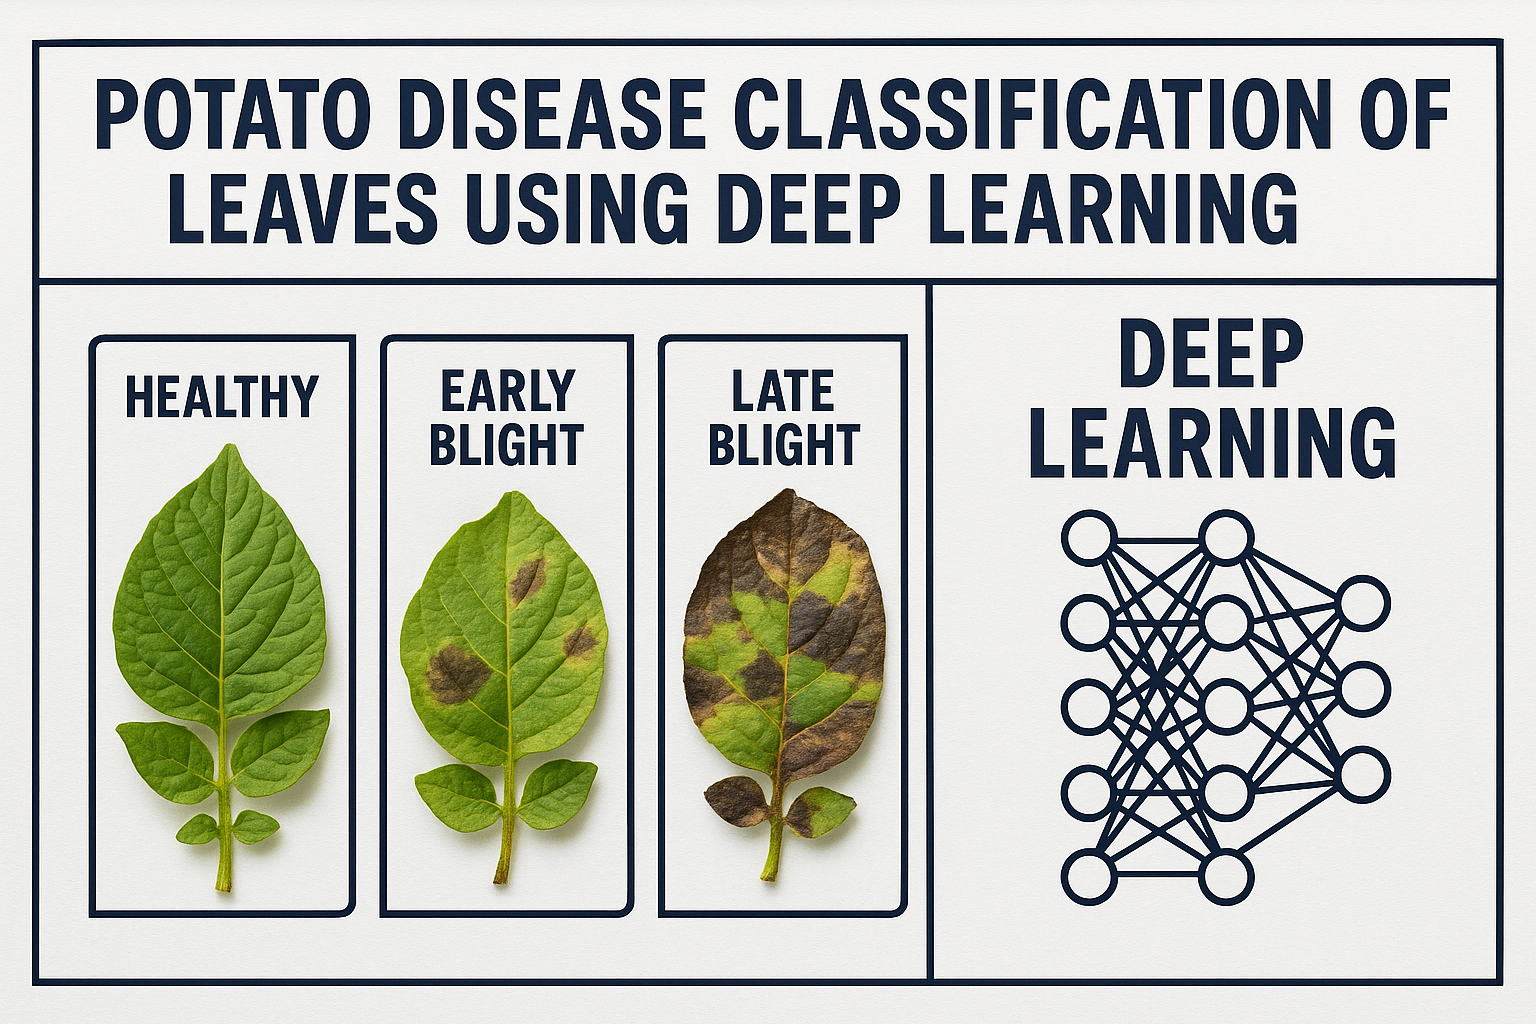 POTATO DISEASE CLASSIFICATION OF
LEAVES USING DEEP LEARNING
HEALTHY
EARLY
BLIGHT
LATE
BLIGHT
DEEP
LEARNING